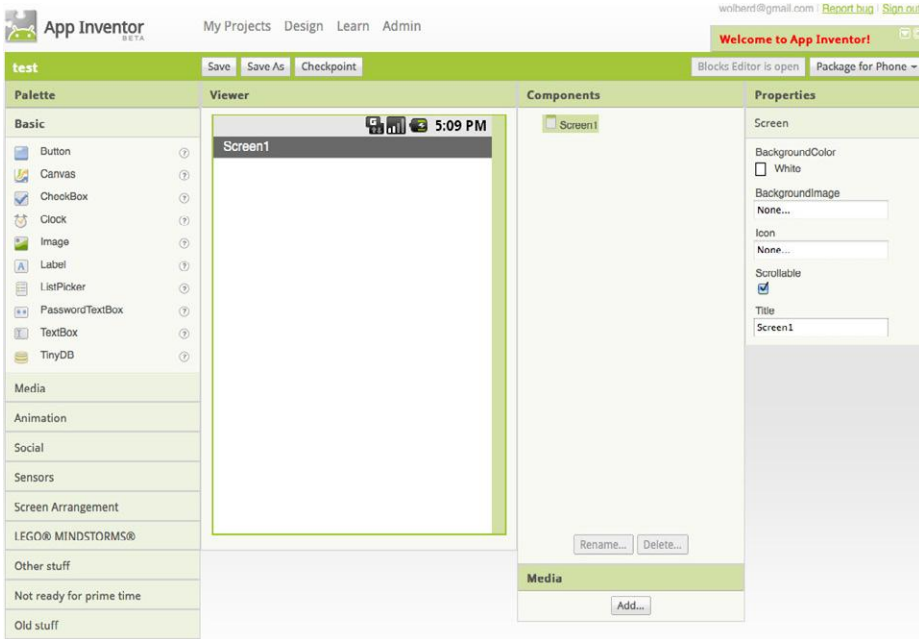 wolberd@gmail.com | Report bug | Sign out
App Inventor
BETA
My Projects Design Learn Admin
Welcome to App Inventor!
test
Save Save As Checkpoint
Blocks Editor is open Package for Phone
Palette
Basic
Button
Canvas
CheckBox
Clock
Image
Label
ListPicker
PasswordTextBox
TextBox
TinyDB
Media
Animation
Social
Sensors
Screen Arrangement
LEGO® MINDSTORMS®
Other stuff
Not ready for prime time
Old stuff
Viewer
5:09 PM
Screen1
Components
Screen1
Rename... Delete...
Media
Add...
Properties
Screen
BackgroundColor
White
BackgroundImage
None...
Icon
None...
Scrollable
Title
Screen1